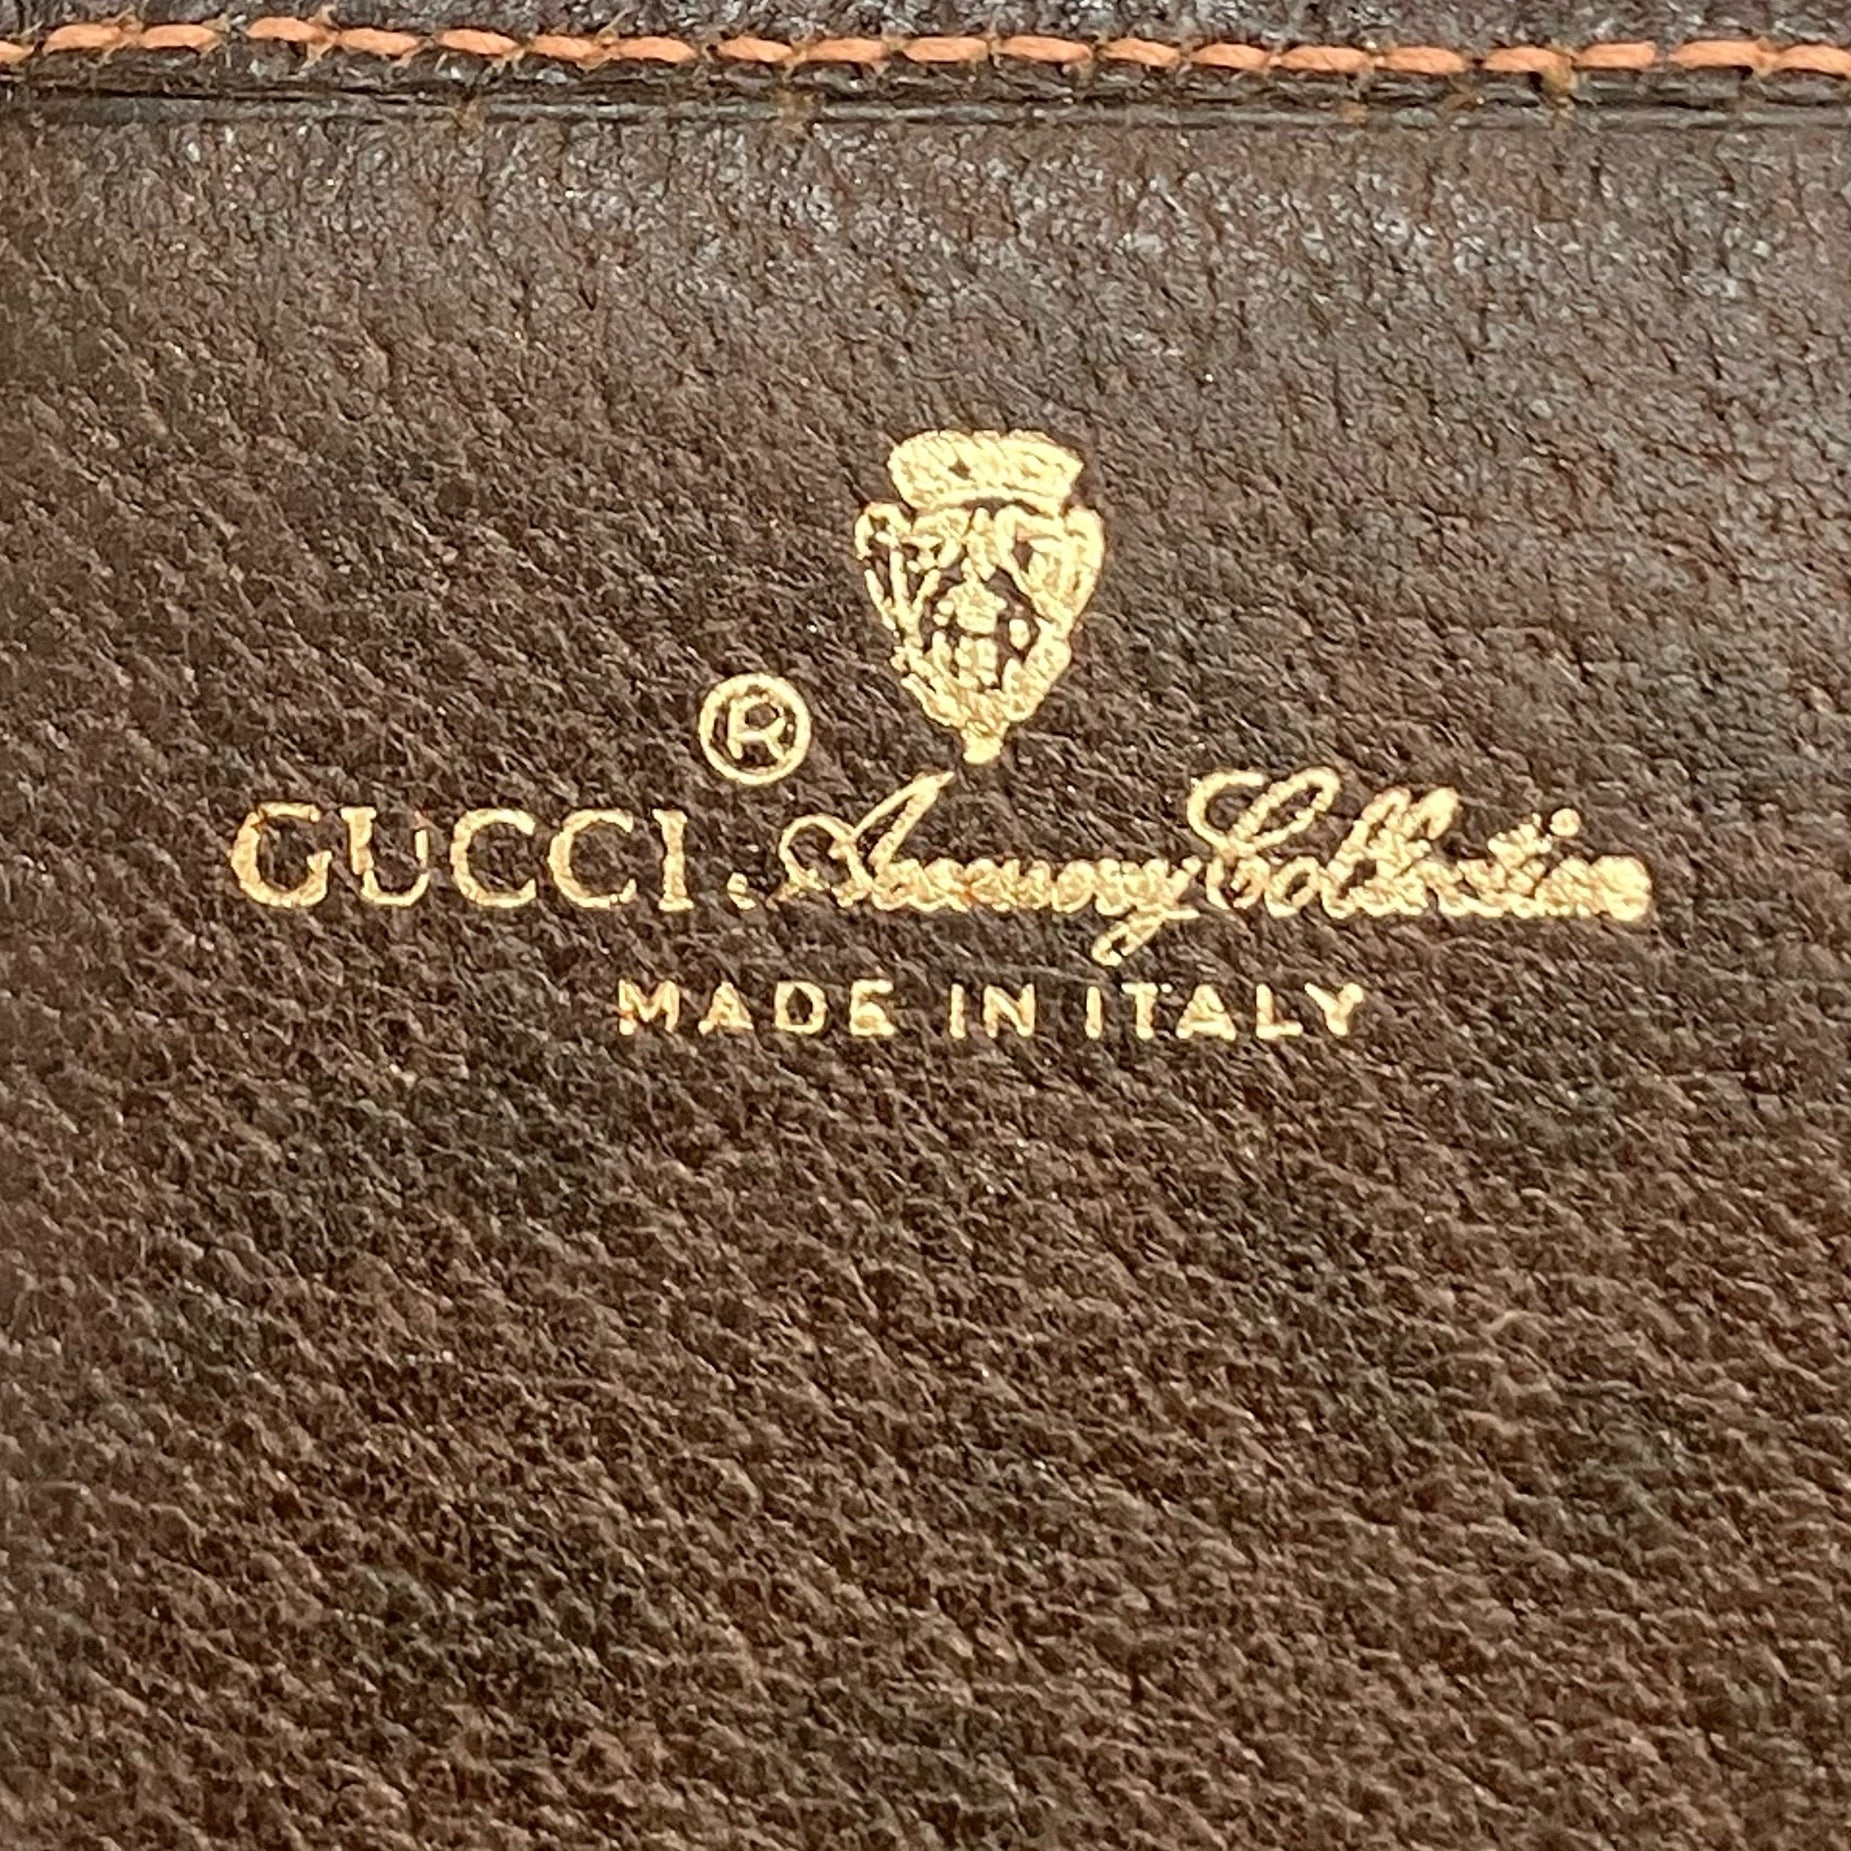 ®
GUCCI. Accessory Collection
MADE IN ITALY